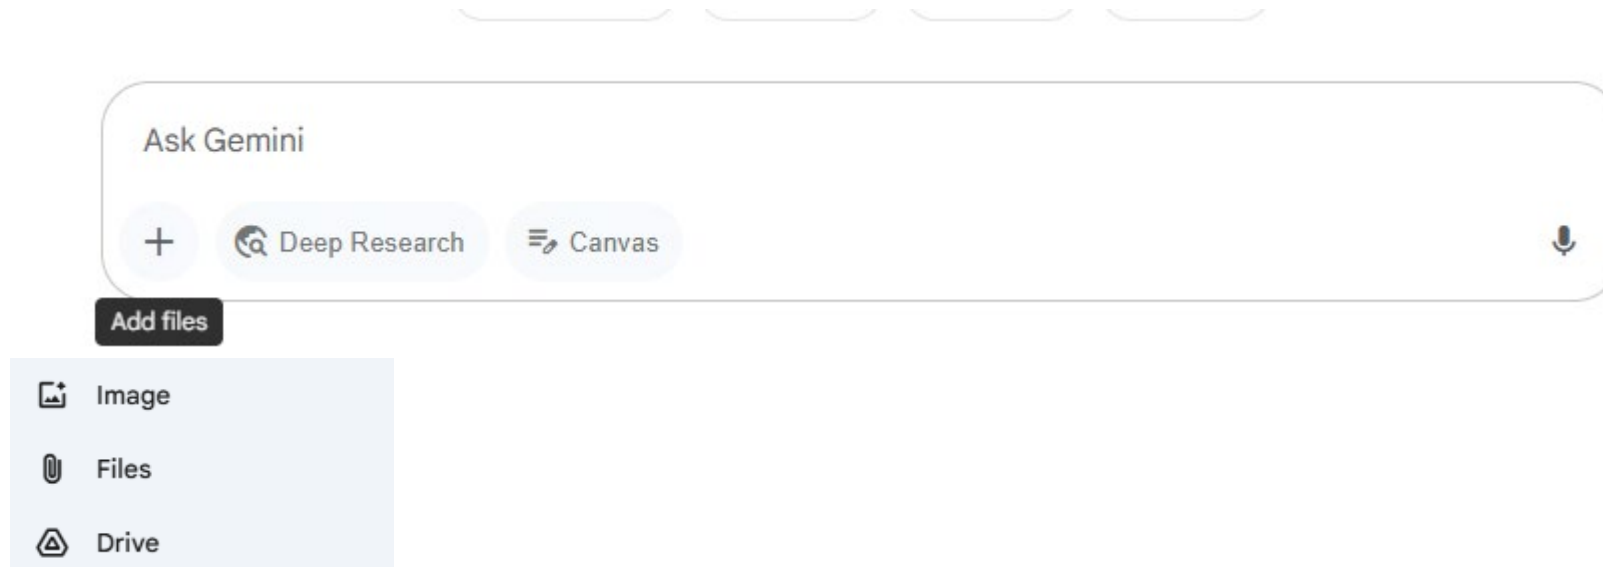 Ask Gemini
Deep Research Canvas
Add files
Image
Files
Drive